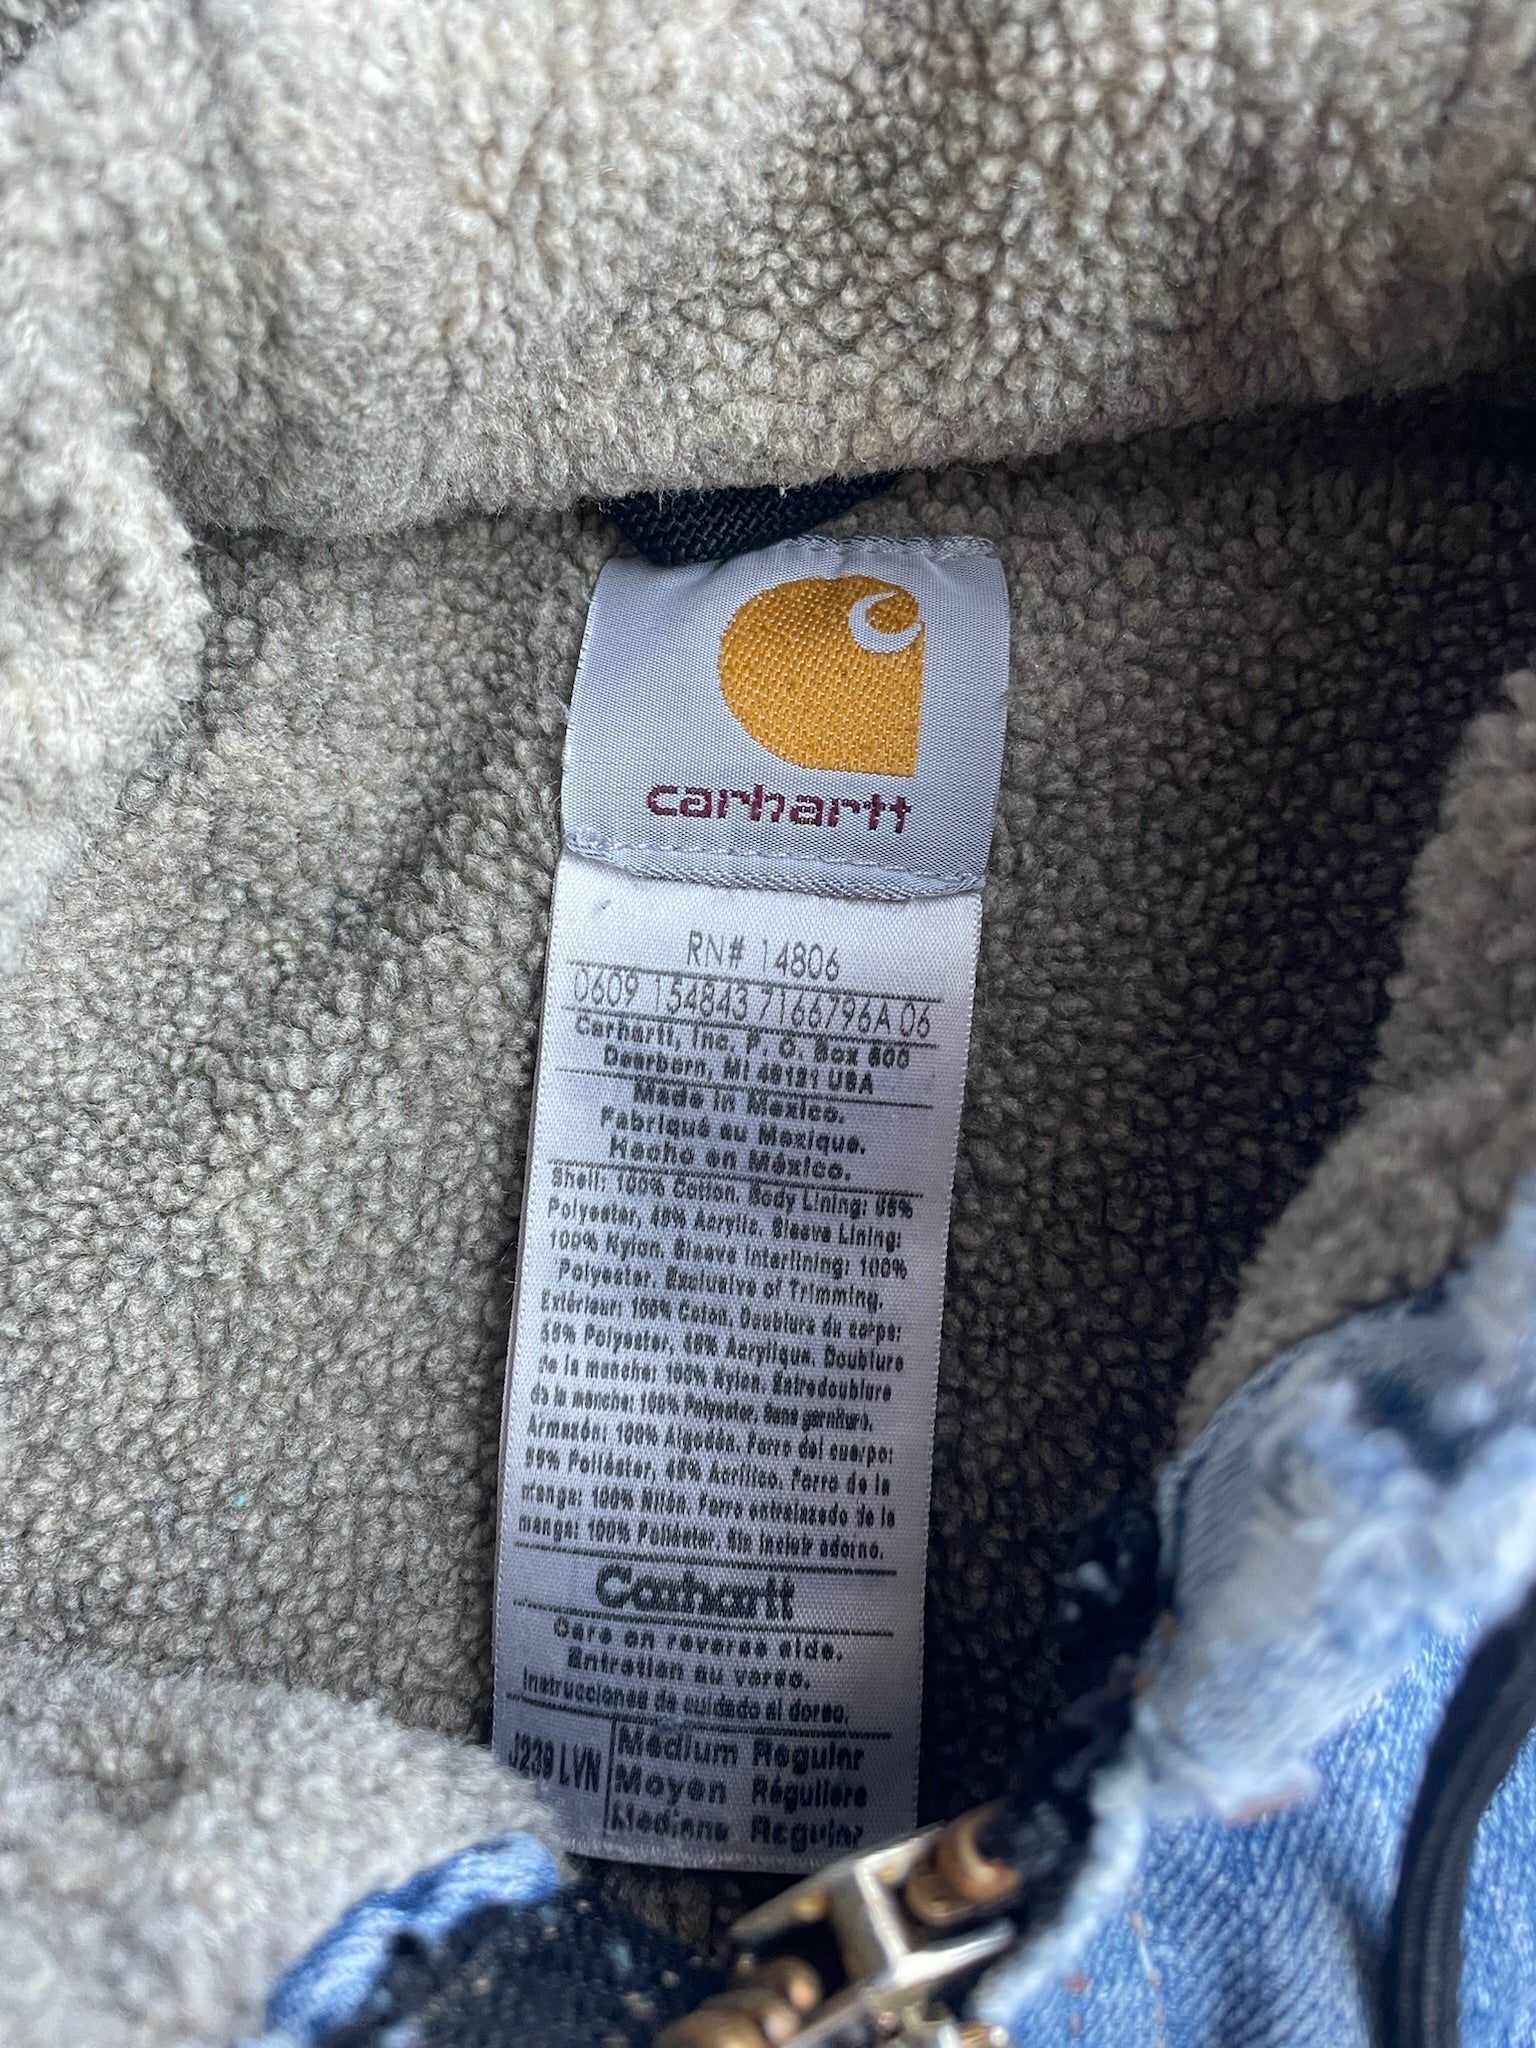 carhartt
RN# 14806
0609 154843 7166796A 06
Carhartt, Inc. P. O. Box 600
Dearborn, MI 48121 USA
Made in Mexico.
Fabriqué au Mexique.
Hecho en México.
Shell: 100% Cotton. Body Lining: 55%
Polyester, 45% Acrylic. Sleeve Lining:
100% Nylon. Sleeve Interlining: 100%
Polyester. Exclusive of Trimming.
Extérieur: 100% Coton. Doublure du corps:
55% Polyester, 45% Acrylique. Doublure
de la manche: 100% Nylon. Entredoublure
de la manche: 100% Polyester. Sans garniture.
Armazón: 100% Algodón. Forro del cuerpo:
55% Poliéster, 45% Acrílico. Forro de la
manga: 100% Nilón. Forro entrelazado de la
manga: 100% Poliéster. Sin incluir adorno.
Carhartt
Care on reverse side.
Entretien au verso.
Instrucciones de cuidado al dorso.
J239 LVN
Medium Regular
Moyen Régulière
Mediana Regular